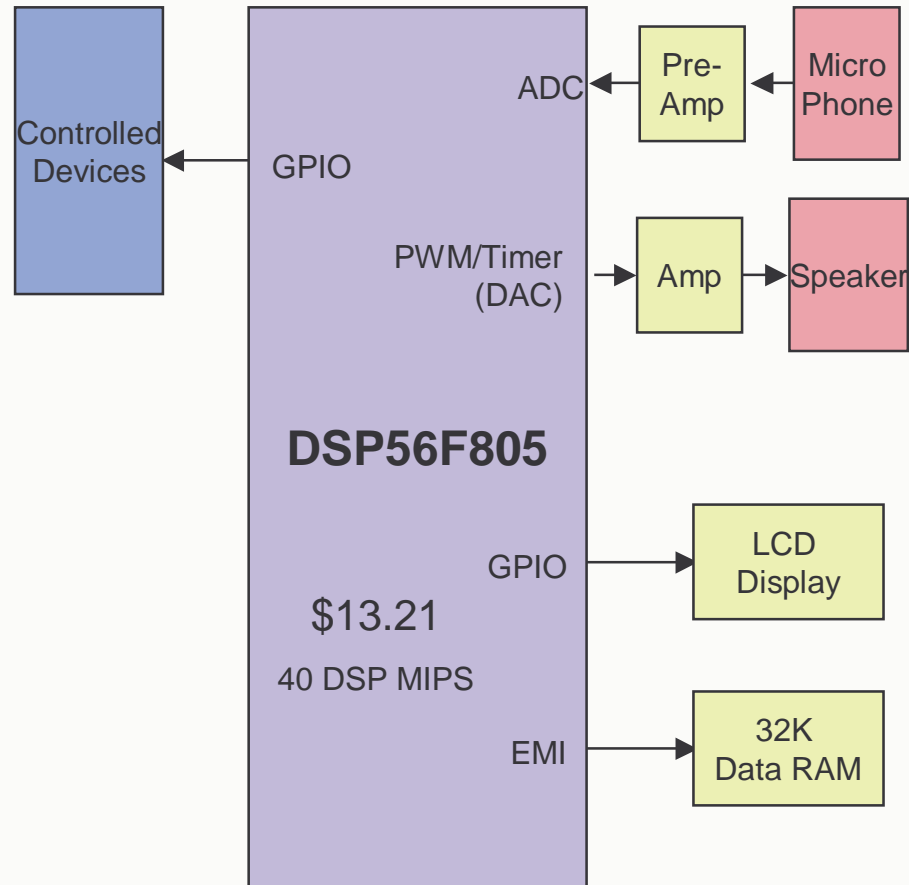 Controlled
Devices
GPIO
ADC
Pre-
Amp
Micro
Phone
PWM/Timer
(DAC)
Amp
Speaker
DSP56F805
GPIO
LCD
Display
$13.21
40 DSP MIPS
EMI
32K
Data RAM